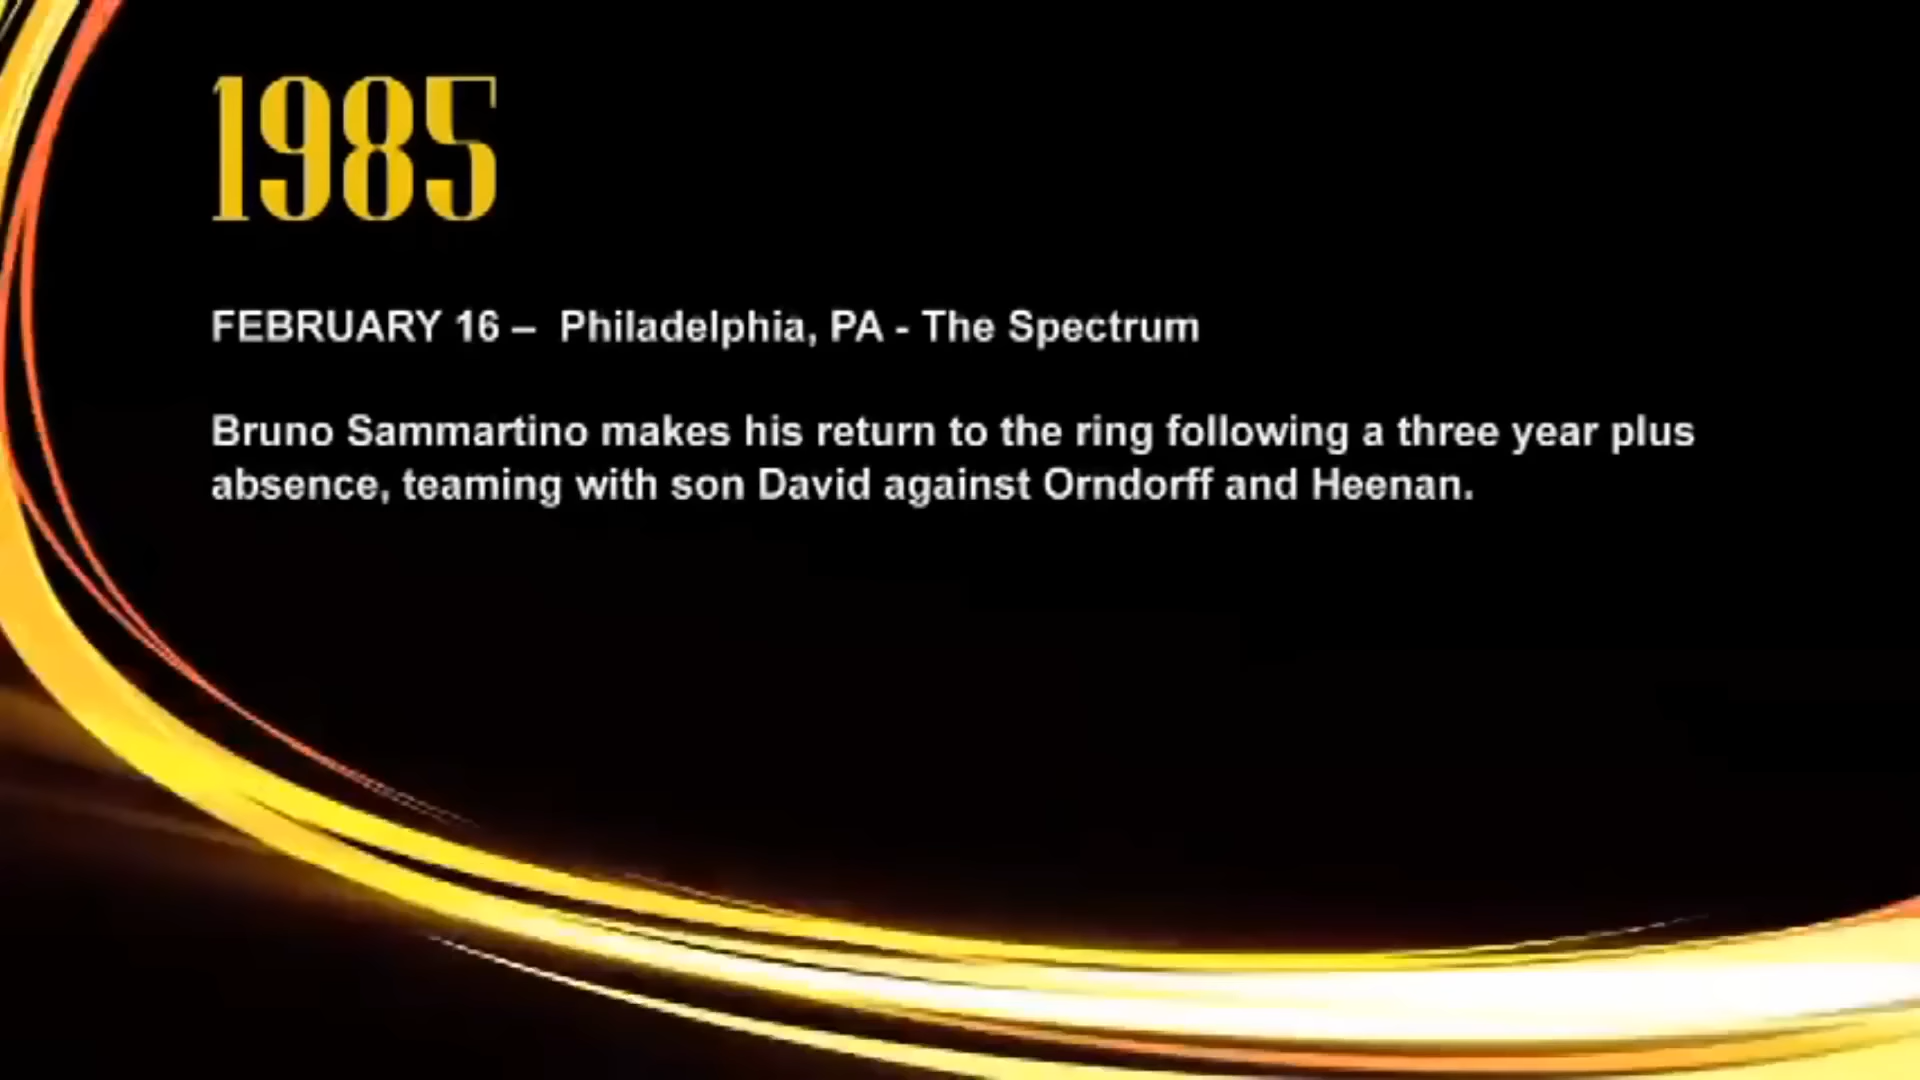 1985
FEBRUARY 16 –  Philadelphia, PA - The Spectrum
Bruno Sammartino makes his return to the ring following a three year plus
absence, teaming with son David against Orndorff and Heenan.